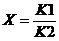 X = K1/K2